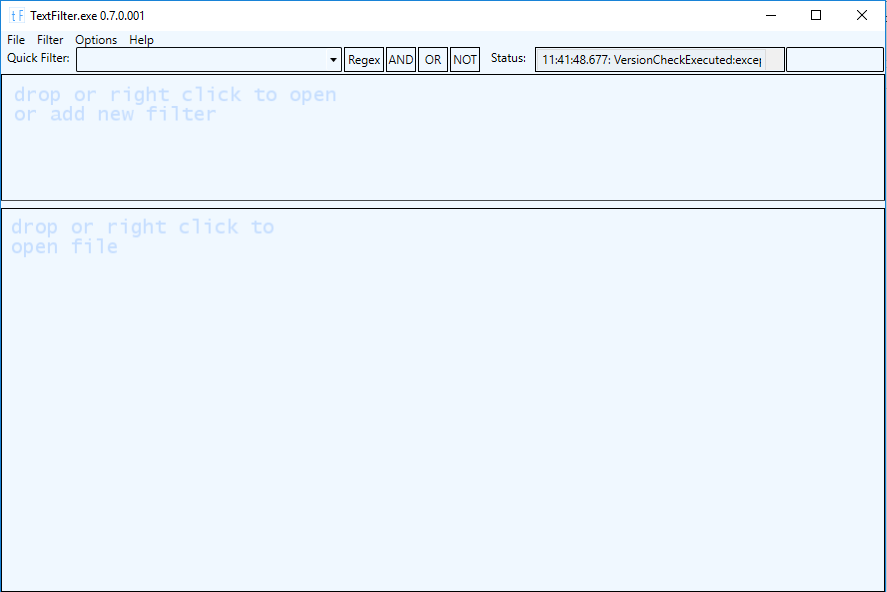 tF TextFilter.exe 0.7.0.001
File Filter Options Help
Quick Filter: Regex AND OR NOT Status: 11:41:48.677: VersionCheckExecuted:excep
drop or right click to open
or add new filter
drop or right click to
open file